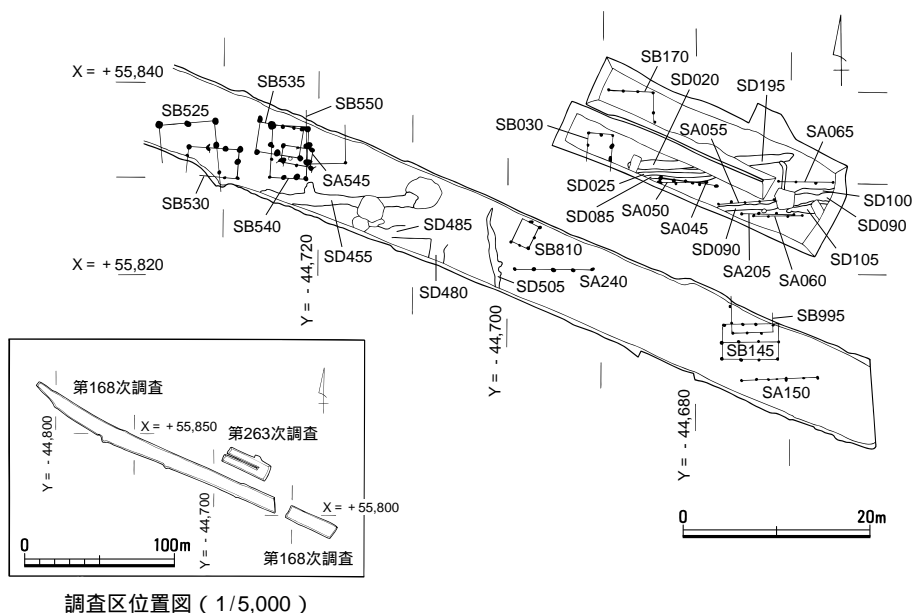 X = + 55,840
SB525
SB535
SB550
SB530
SB540
SA545
SD455
SD485
SD480
SD505
SB810
SA240
X = + 55,820
Y = - 44,720
Y = - 44,700
Y = - 44,680
SB170
SD020
SD195
SB030
SA055
SA065
SD025
SD085
SA050
SA045
SD090
SA205
SA060
SD105
SD090
SD100
SB995
SB145
SA150
0 20m
第168次調査
X = + 55,850
第263次調査
Y = - 44,800
Y = - 44,700
X = + 55,800
第168次調査
0 100m
調査区位置図(1/5,000)